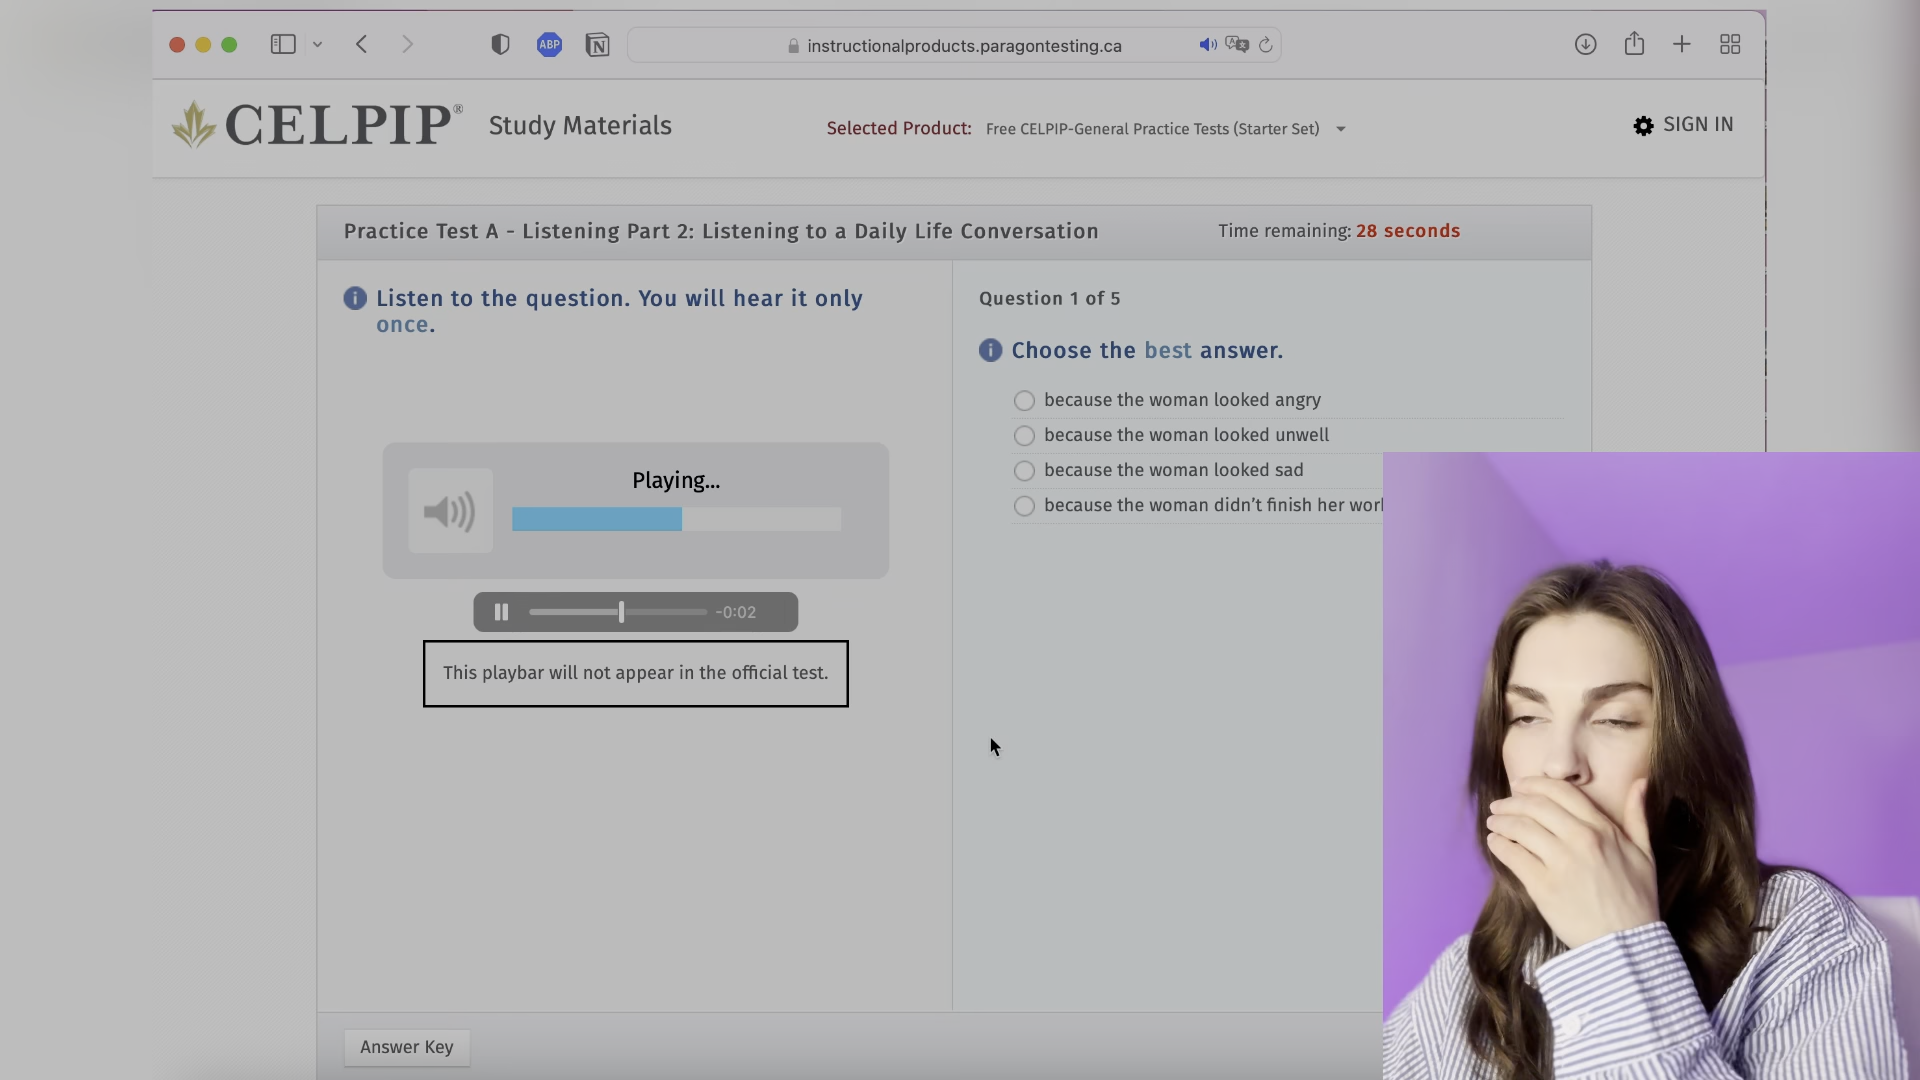 ABP
N
instructionalproducts.paragontesting.ca
CELPIP®
Study Materials
Selected Product: Free CELPIP-General Practice Tests (Starter Set)
SIGN IN
Practice Test A - Listening Part 2: Listening to a Daily Life Conversation
Time remaining: 28 seconds
Listen to the question. You will hear it only
once.
Playing...
-0:02
This playbar will not appear in the official test.
Question 1 of 5
Choose the best answer.
because the woman looked angry
because the woman looked unwell
because the woman looked sad
because the woman didn’t finish her work
Answer Key